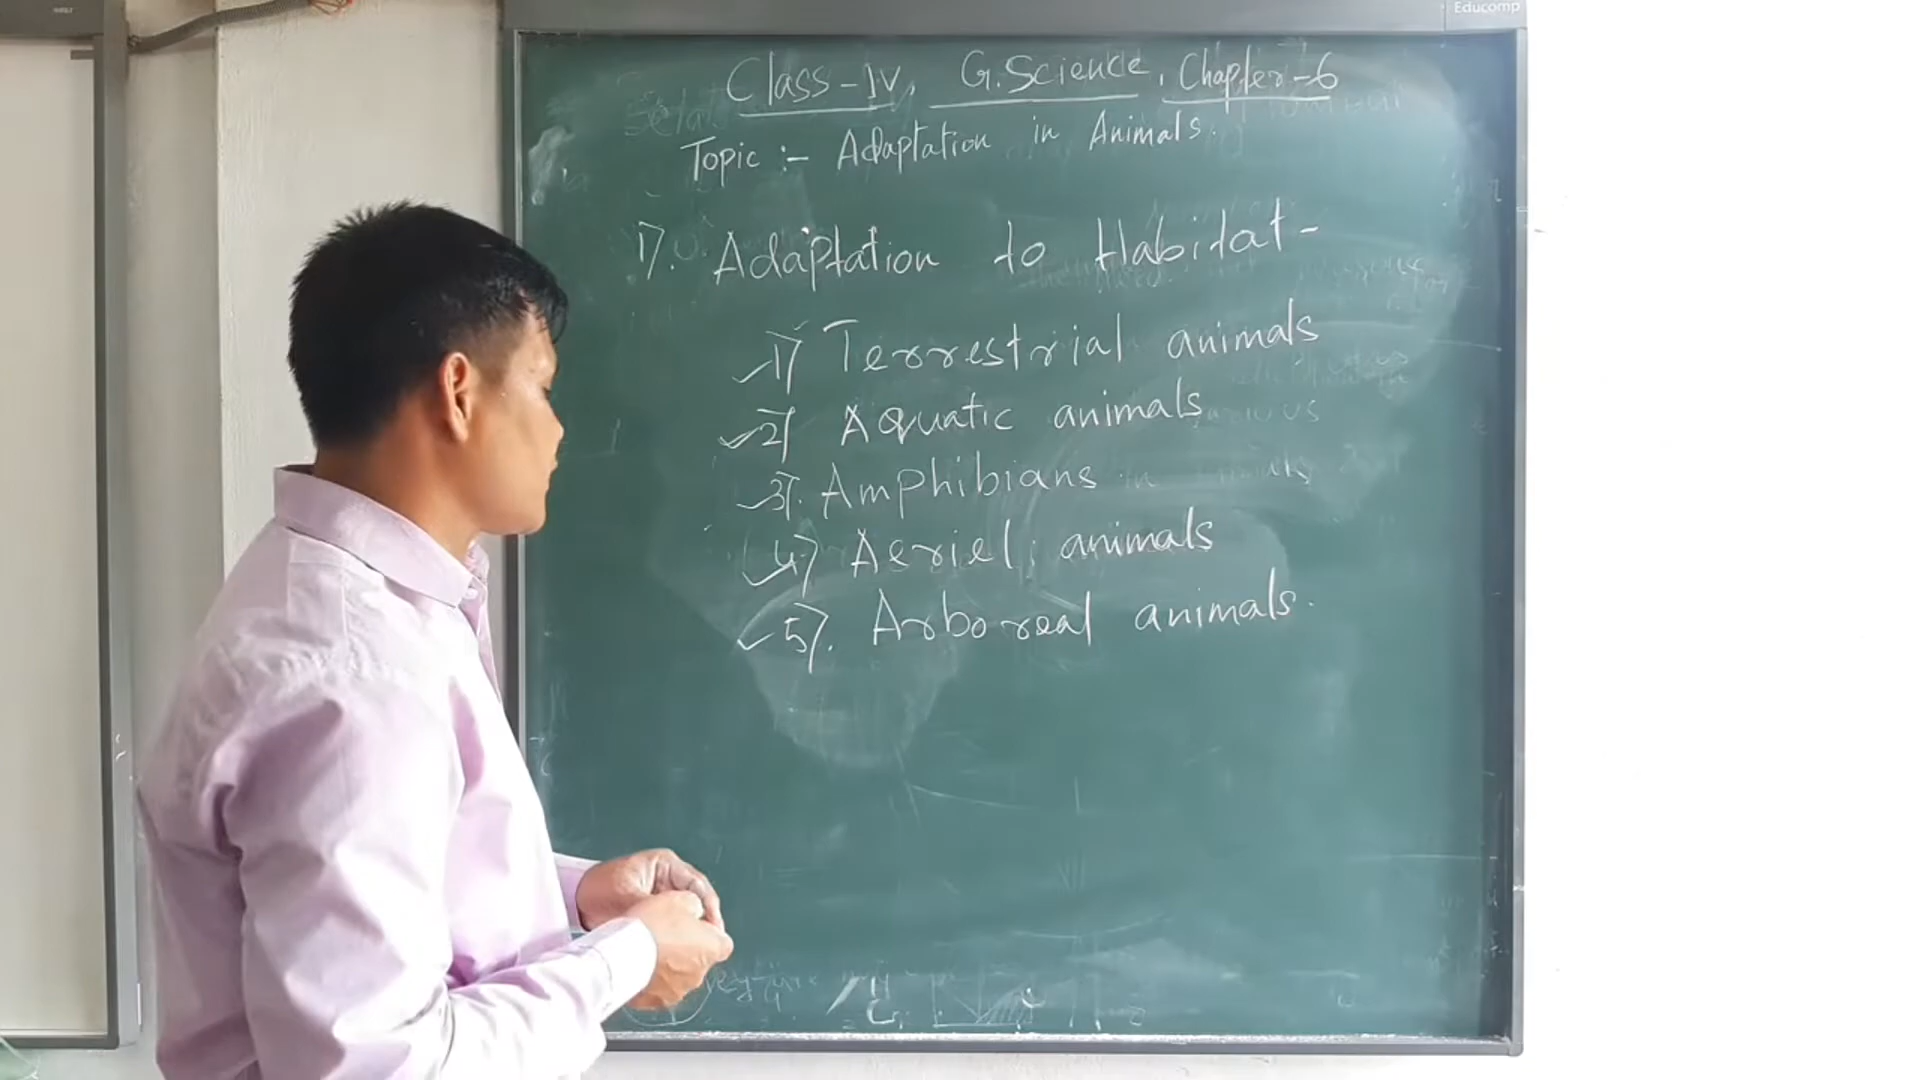 Educomp
Class-IV, G.Science, Chapter-6
Topic :- Adaptation in Animals.
1). Adaptation to Habitat-
1) Terrestrial animals
2) Aquatic animals
3). Amphibians
4) Aeriel animals
5). Arboreal animals.